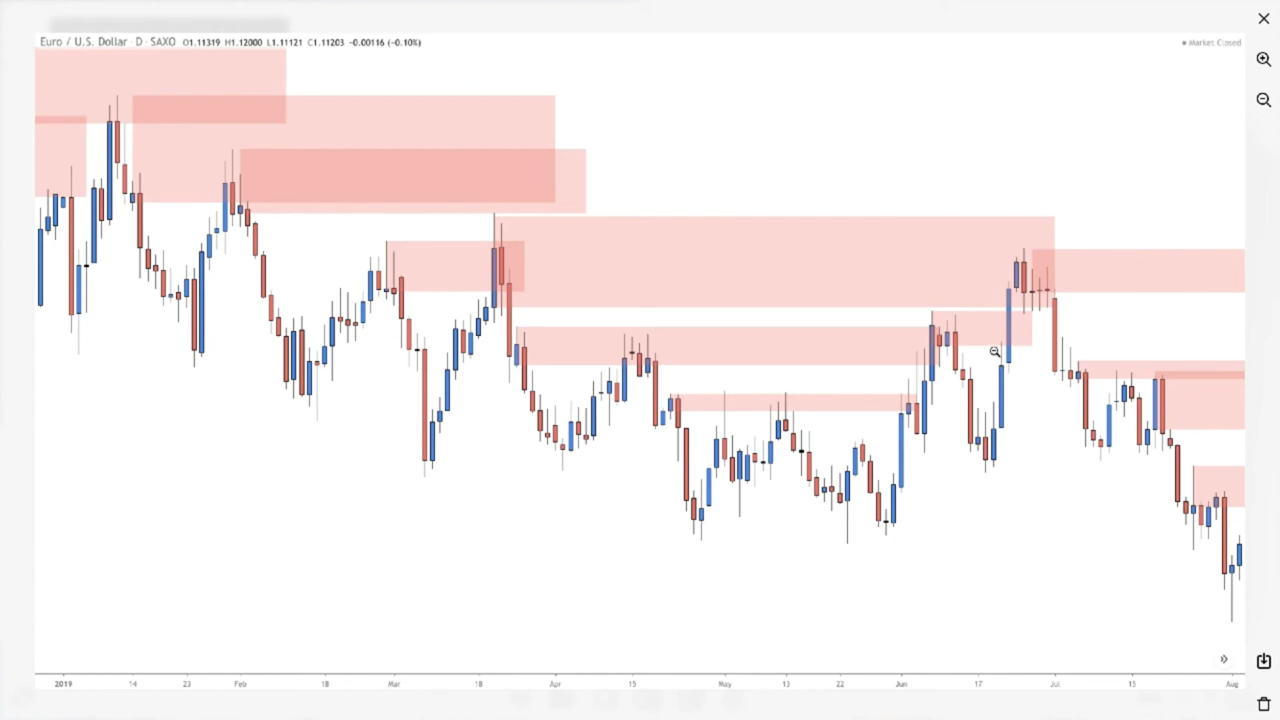 Euro / U.S. Dollar · D · SAXO O1.11319 H1.12000 L1.11121 C1.11203 −0.00116 (−0.10%)
Market Closed
2019 14 23 Feb 18 Mar 18 Apr 15 May 13 22 Jun 17 Jul 15 Aug